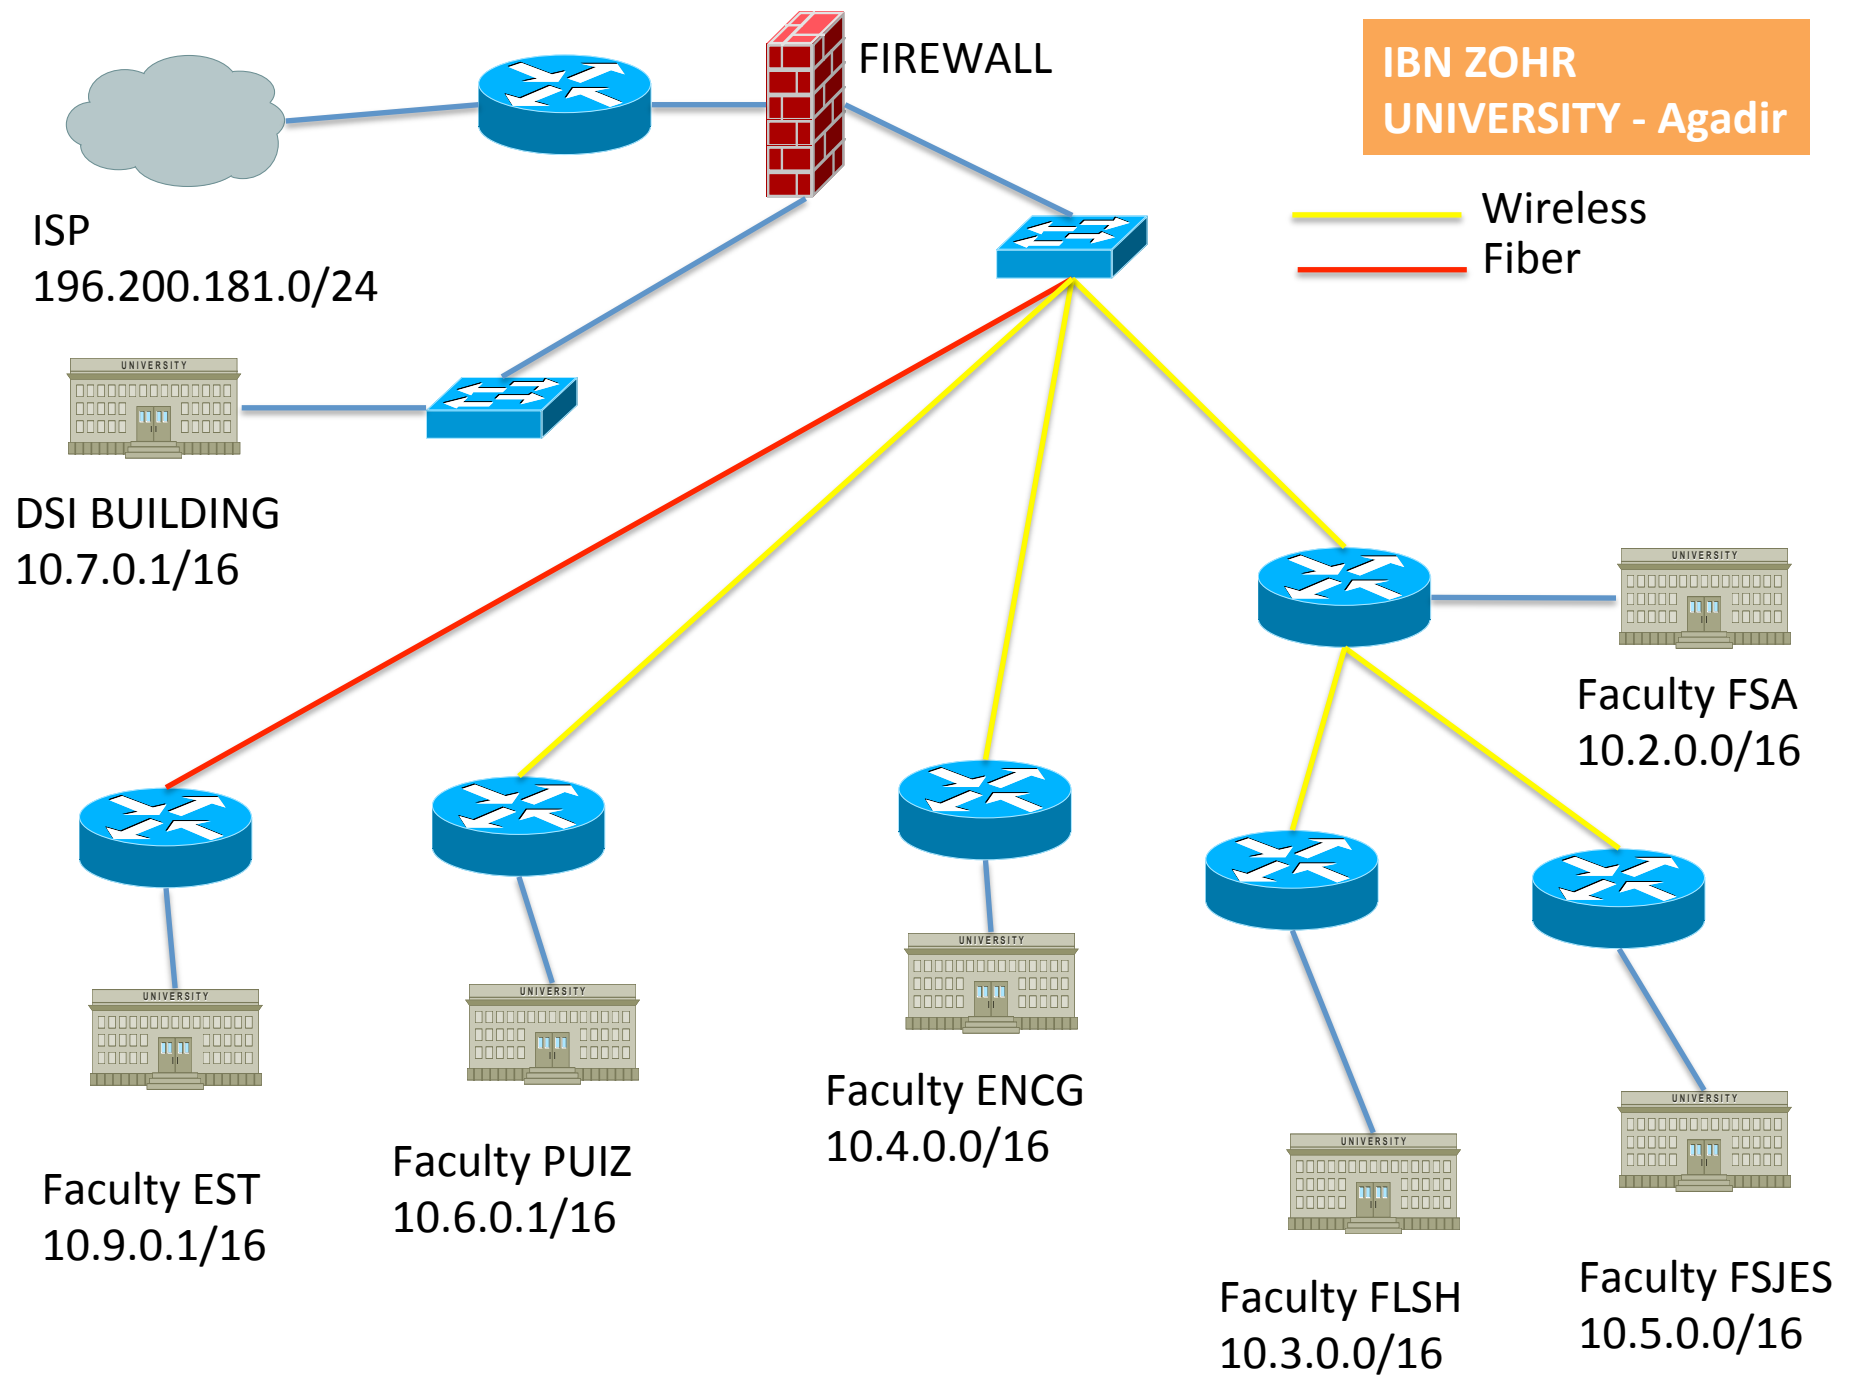 FIREWALL
IBN ZOHR
UNIVERSITY - Agadir
Wireless
Fiber
ISP
196.200.181.0/24
UNIVERSITY
DSI BUILDING
10.7.0.1/16
UNIVERSITY
Faculty FSA
10.2.0.0/16
UNIVERSITY
Faculty EST
10.9.0.1/16
UNIVERSITY
Faculty PUIZ
10.6.0.1/16
UNIVERSITY
Faculty ENCG
10.4.0.0/16
UNIVERSITY
Faculty FLSH
10.3.0.0/16
UNIVERSITY
Faculty FSJES
10.5.0.0/16